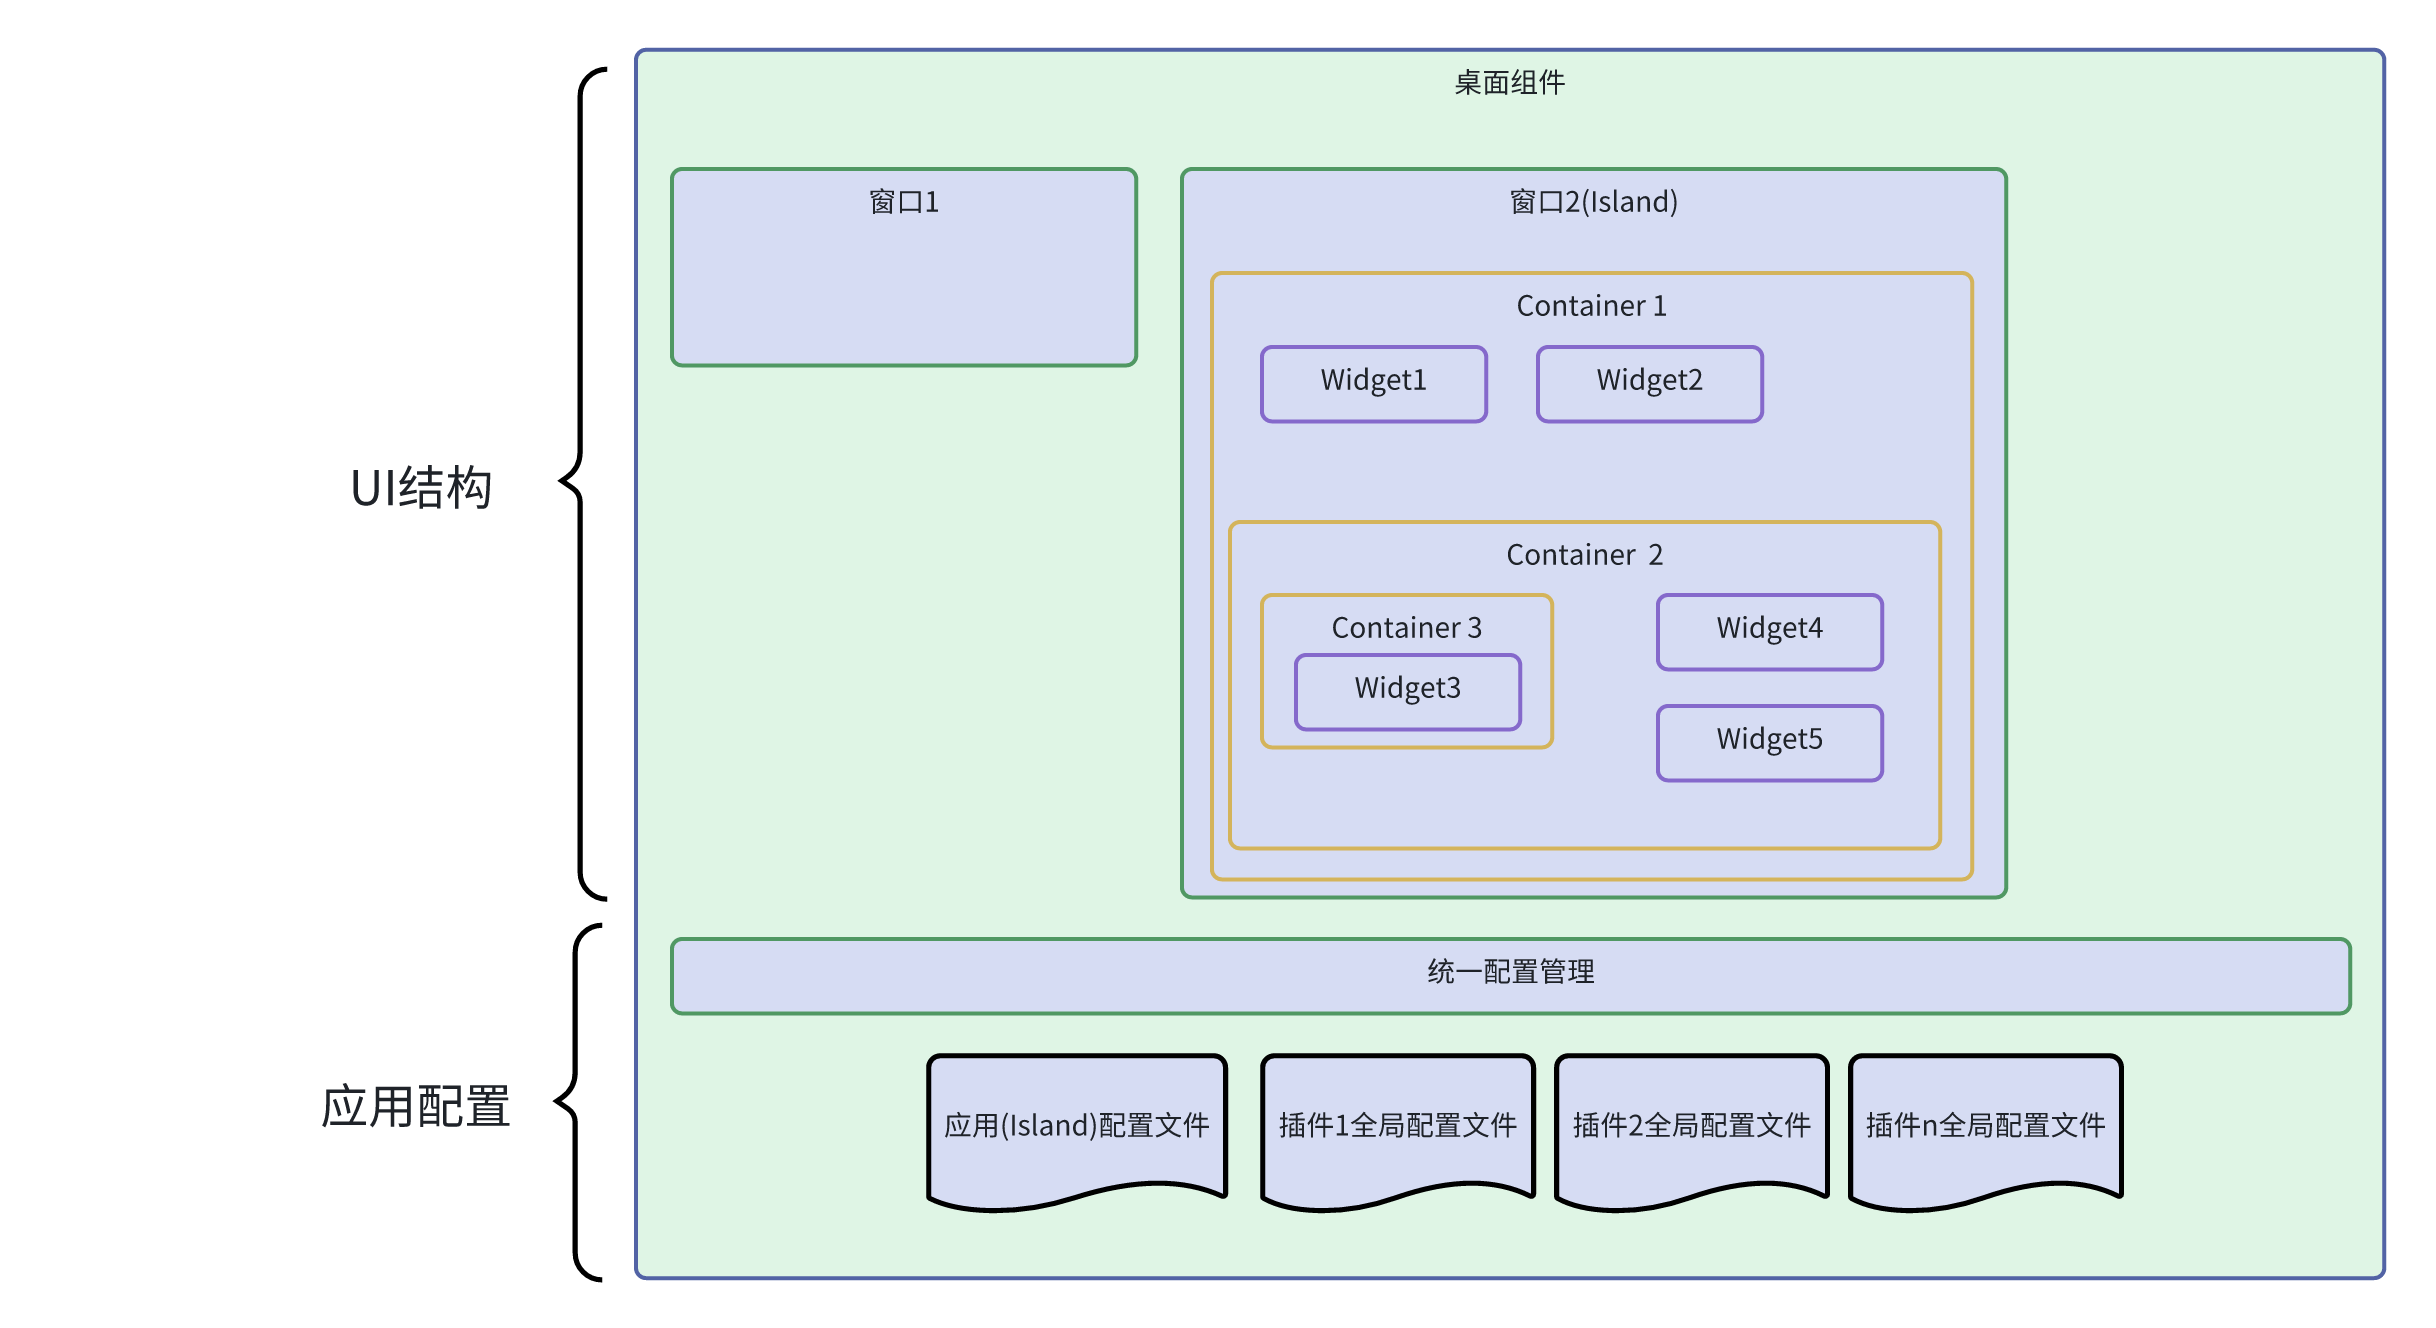 桌面组件
窗口1
窗口2(Island)
Container 1
Widget1
Widget2
UI结构
Container  2
Container 3
Widget3
Widget4
Widget5
统一配置管理
应用配置
应用(Island)配置文件
插件1全局配置文件
插件2全局配置文件
插件n全局配置文件